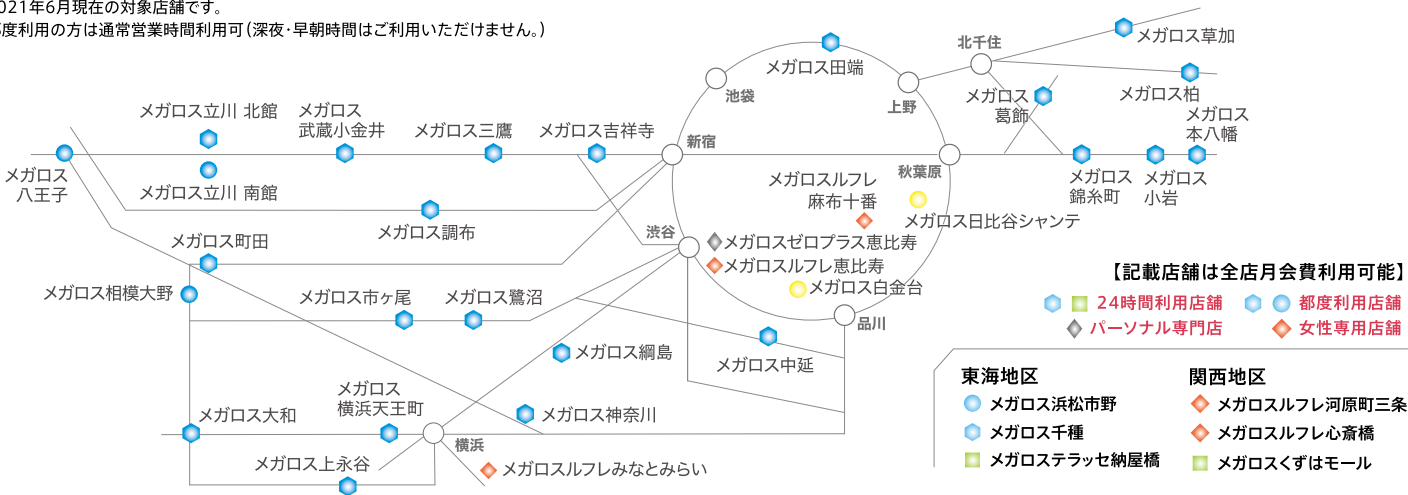 021年6月現在の対象店舗です。
度利用の方は通常営業時間利用可（深夜・早朝時間はご利用いただけません。）
北千住
メガロス草加
メガロス田端
池袋
上野
メガロス柏
メガロス
葛飾
メガロス
本八幡
メガロス立川 北館
メガロス
武蔵小金井
メガロス三鷹
メガロス吉祥寺
新宿
秋葉原
メガロス
八王子
メガロス立川 南館
メガロス
錦糸町
メガロス
小岩
メガロスルフレ
麻布十番
メガロス日比谷シャンテ
メガロス調布
渋谷
メガロスゼロプラス恵比寿
メガロス町田
メガロスルフレ恵比寿
メガロス白金台
メガロス相模大野
メガロス市ヶ尾
メガロス鷺沼
品川
メガロス綱島
メガロス中延
メガロス
横浜天王町
メガロス大和
メガロス神奈川
横浜
メガロス上永谷
メガロスルフレみなとみらい
【記載店舗は全店月会費利用可能】
24時間利用店舗
都度利用店舗
パーソナル専門店
女性専用店舗
東海地区
メガロス浜松市野
メガロス千種
メガロステラッセ納屋橋
関西地区
メガロスルフレ河原町三条
メガロスルフレ心斎橋
メガロスくずはモール